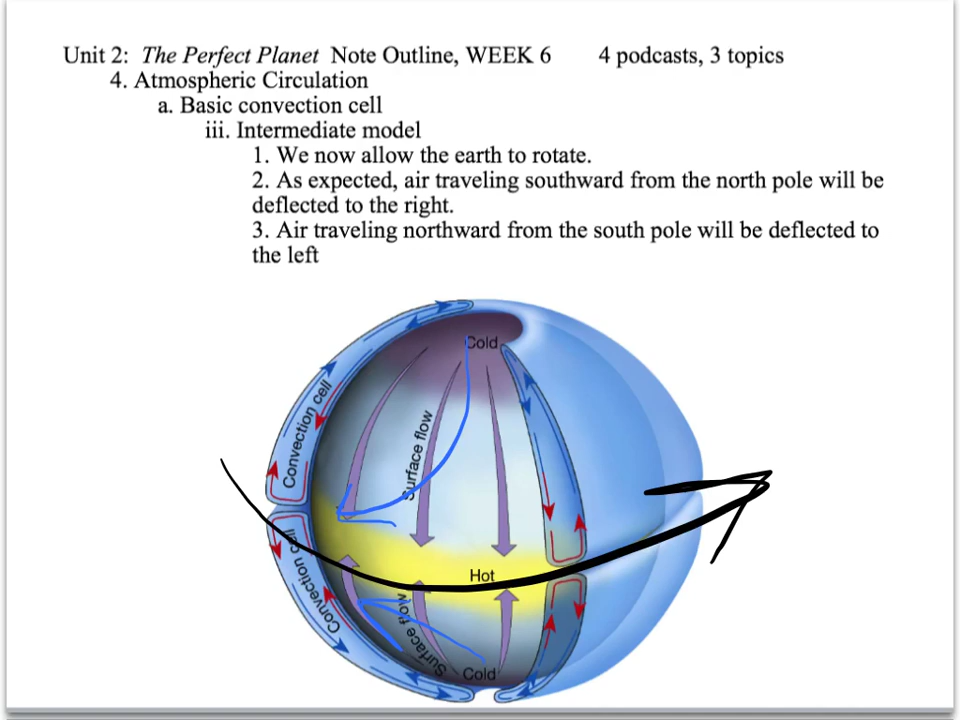 Unit 2: The Perfect Planet Note Outline, WEEK 6 4 podcasts, 3 topics
4. Atmospheric Circulation
a. Basic convection cell
iii. Intermediate model
1. We now allow the earth to rotate.
2. As expected, air traveling southward from the north pole will be
deflected to the right.
3. Air traveling northward from the south pole will be deflected to
the left
Cold
Convection cell
Surface flow
Hot
Convection cell
Surface flow
Cold